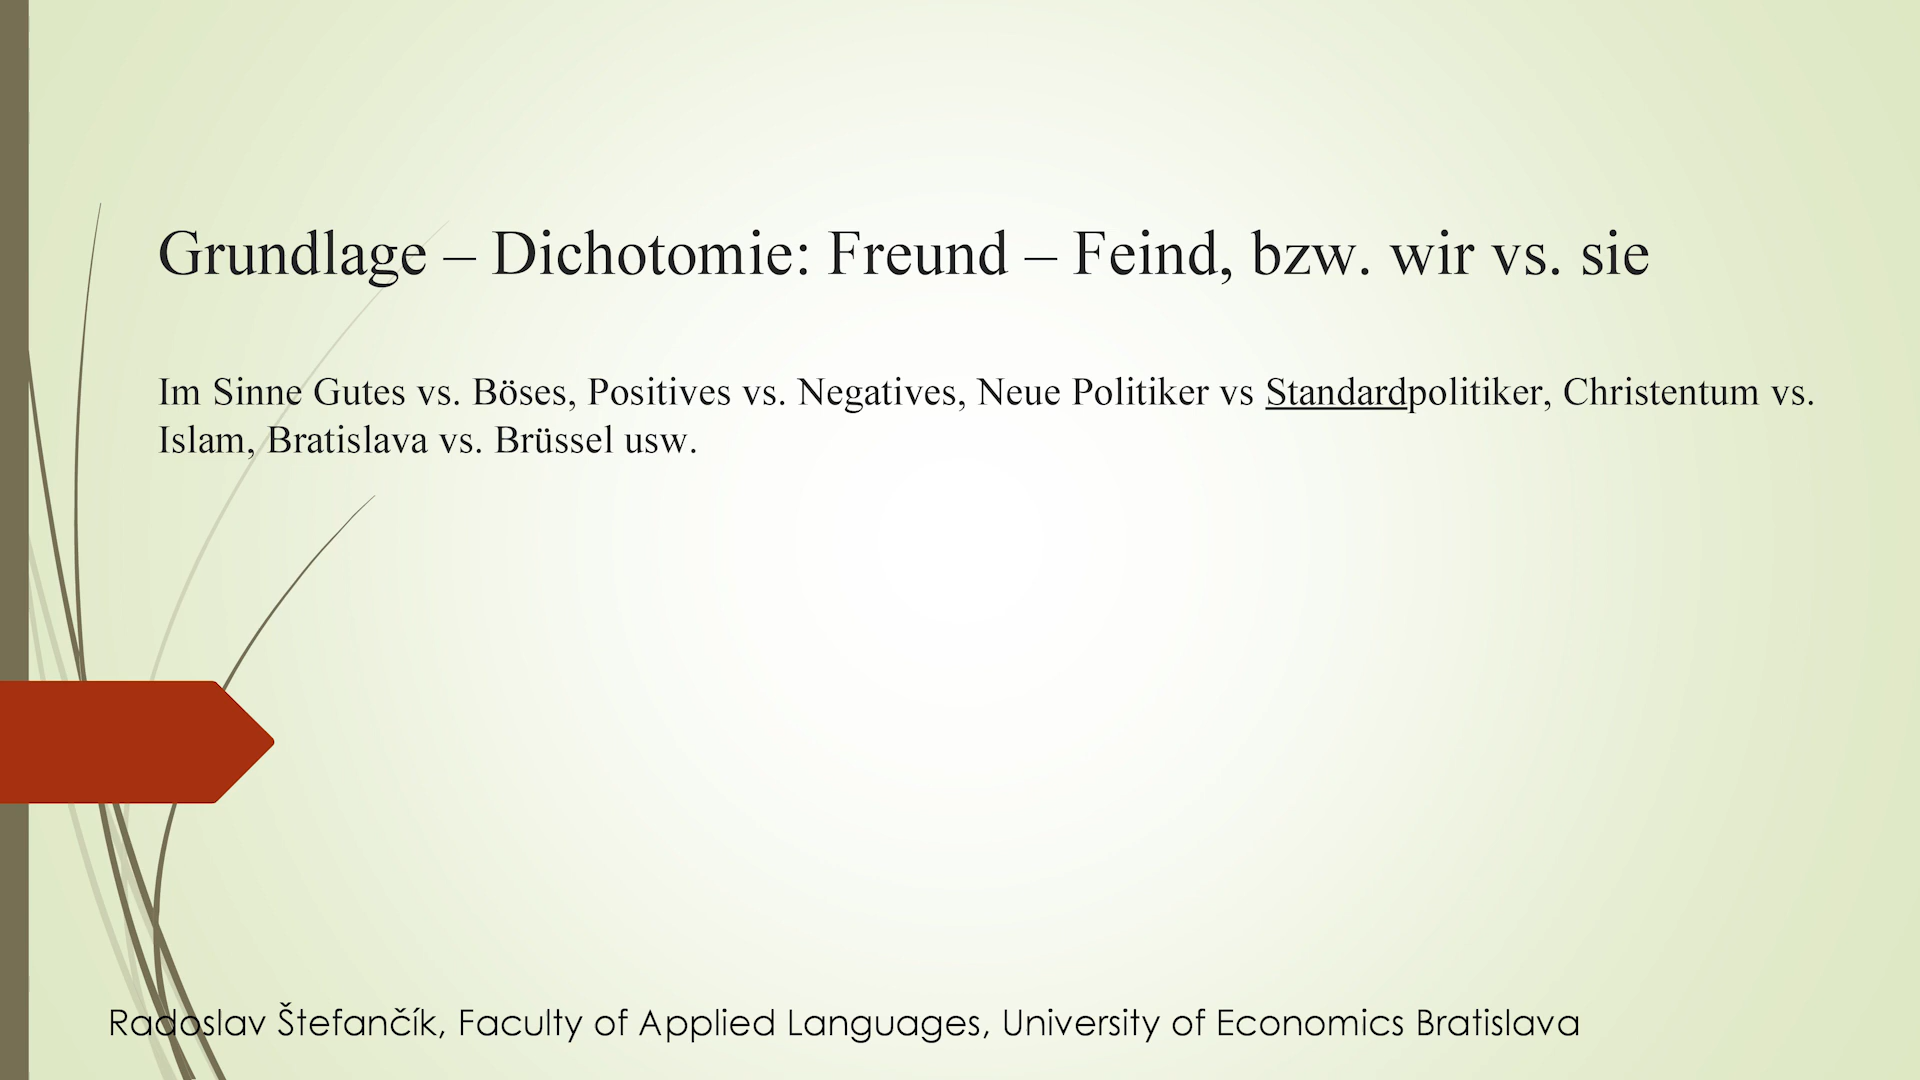 Grundlage – Dichotomie: Freund – Feind, bzw. wir vs. sie
Im Sinne Gutes vs. Böses, Positives vs. Negatives, Neue Politiker vs Standardpolitiker, Christentum vs.
Islam, Bratislava vs. Brüssel usw.
Radoslav Štefančík, Faculty of Applied Languages, University of Economics Bratislava